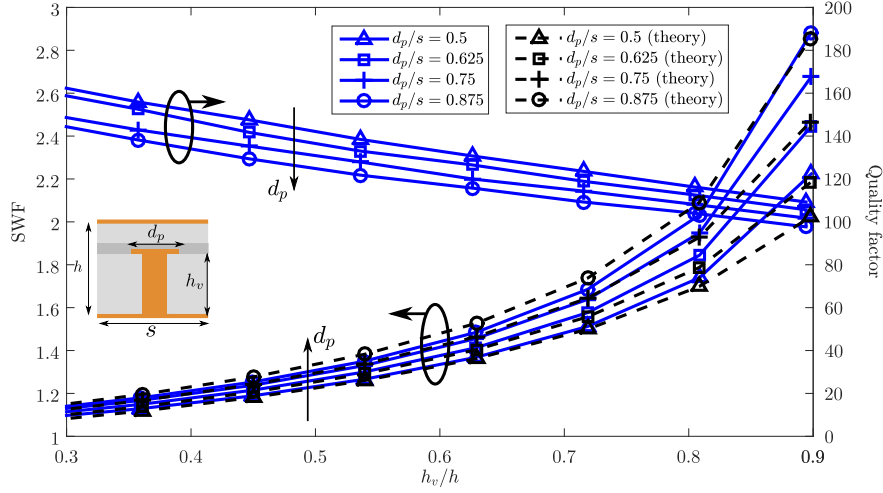 d_p/s = 0.5
d_p/s = 0.625
d_p/s = 0.75
d_p/s = 0.875
d_p/s = 0.5 (theory)
d_p/s = 0.625 (theory)
d_p/s = 0.75 (theory)
d_p/s = 0.875 (theory)
3
2.8
2.6
2.4
2.2
2
1.8
1.6
1.4
1.2
1
SWF
200
180
160
140
120
100
80
60
40
20
0
Quality factor
d_p
d_p
d_p
h
h_v
s
0.3
0.4
0.5
0.6
0.7
0.8
0.9
h_v/h